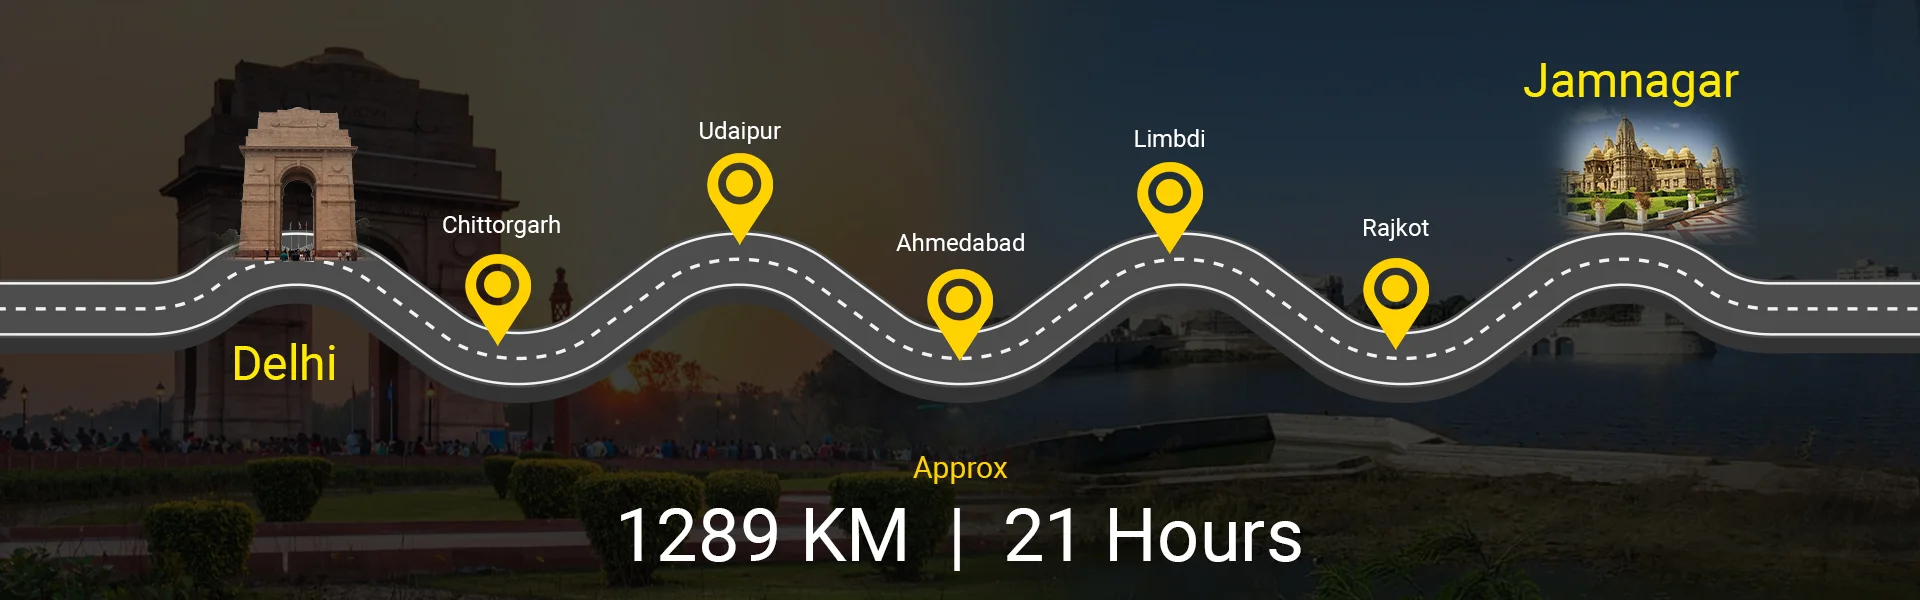 Jamnagar
Udaipur
Limbdi
Chittorgarh
Rajkot
Ahmedabad
Delhi
Approx
1289 KM | 21 Hours